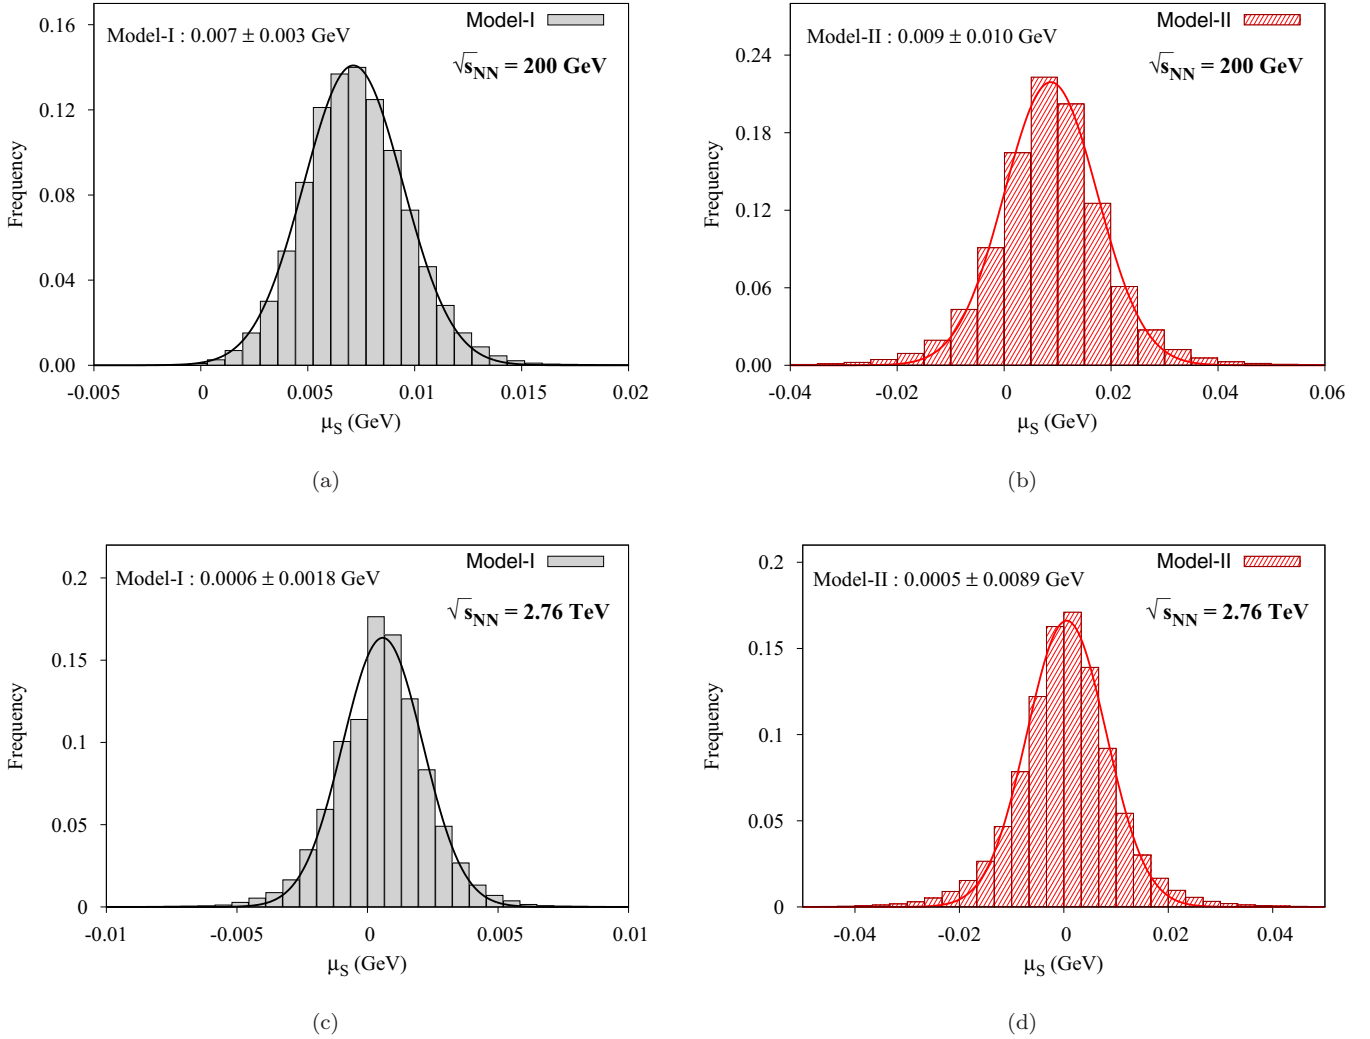 Model-I
Model-I : 0.007 ± 0.003 GeV
√sNN = 200 GeV
0.16
0.12
0.08
0.04
0.00
Frequency
-0.005
0
0.005
0.01
0.015
0.02
μS (GeV)
(a)
Model-II
Model-II : 0.009 ± 0.010 GeV
√sNN = 200 GeV
0.24
0.18
0.12
0.06
0.00
Frequency
-0.04
-0.02
0
0.02
0.04
0.06
μS (GeV)
(b)
Model-I
Model-I : 0.0006 ± 0.0018 GeV
√sNN = 2.76 TeV
0.2
0.15
0.1
0.05
0
Frequency
-0.01
-0.005
0
0.005
0.01
μS (GeV)
(c)
Model-II
Model-II : 0.0005 ± 0.0089 GeV
√sNN = 2.76 TeV
0.2
0.15
0.1
0.05
0
Frequency
-0.04
-0.02
0
0.02
0.04
μS (GeV)
(d)